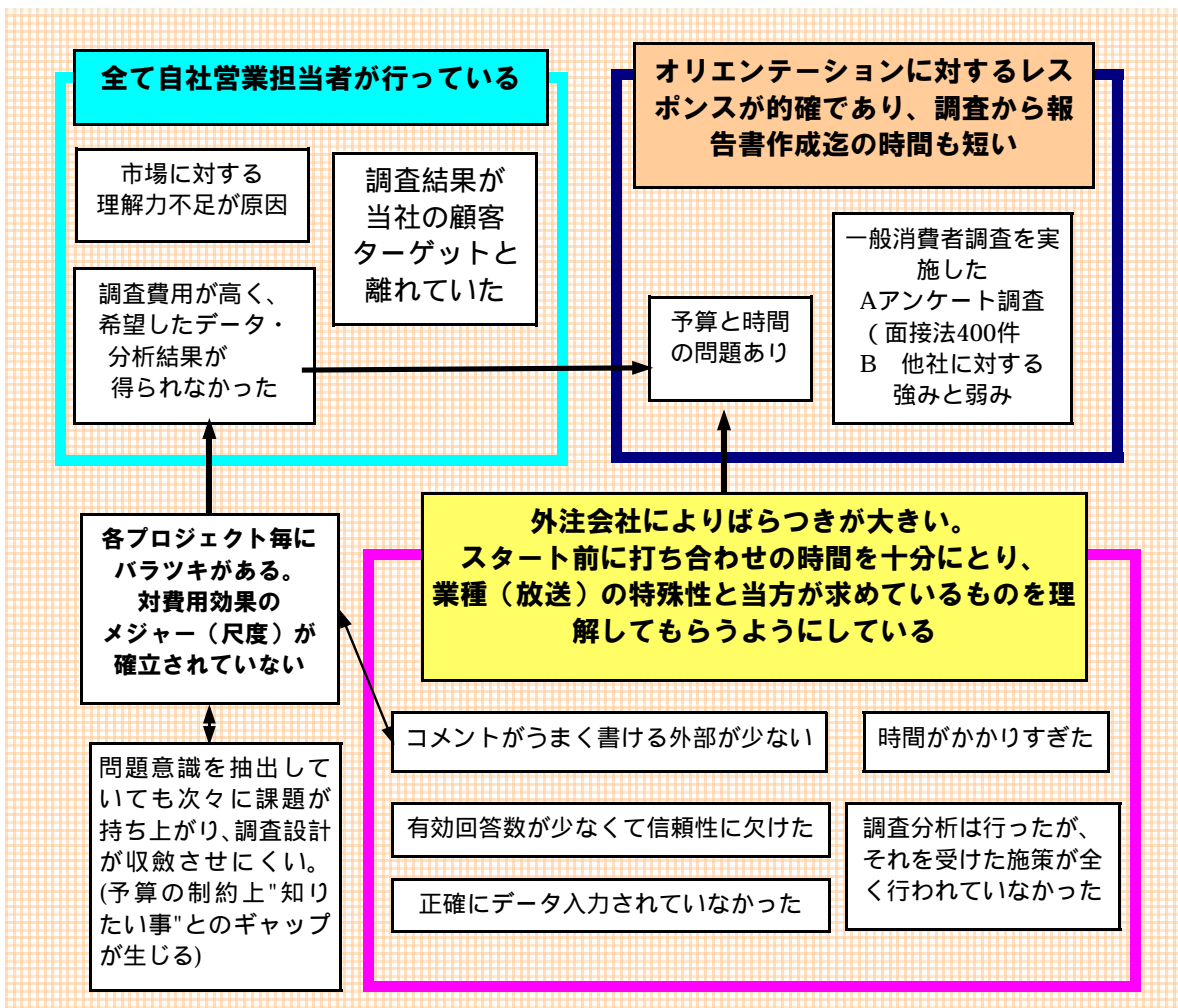 全て自社営業担当者が行っている
市場に対する
理解力不足が原因
調査結果が
当社の顧客
ターゲットと
離れていた
調査費用が高く、
希望したデータ・
分析結果が
得られなかった
オリエンテーションに対するレス
ポンスが的確であり、調査から報
告書作成迄の時間も短い
予算と時間
の問題あり
一般消費者調査を実
施した
Aアンケート調査
(面接法400件
B 他社に対する
強みと弱み
各プロジェクト毎に
バラツキがある。
対費用効果の
メジャー（尺度）が
確立されていない
外注会社によりばらつきが大きい。
スタート前に打ち合わせの時間を十分にとり、
業種（放送）の特殊性と当方が求めているものを理
解してもらうようにしている
問題意識を抽出して
いても次々に課題が
持ち上がり､調査設計
が収斂させにくい。
(予算の制約上"知り
たい事"とのギャップ
が生じる)
コメントがうまく書ける外部が少ない
時間がかかりすぎた
有効回答数が少なくて信頼性に欠けた
調査分析は行ったが、
それを受けた施策が全
く行われていなかった
正確にデータ入力されていなかった